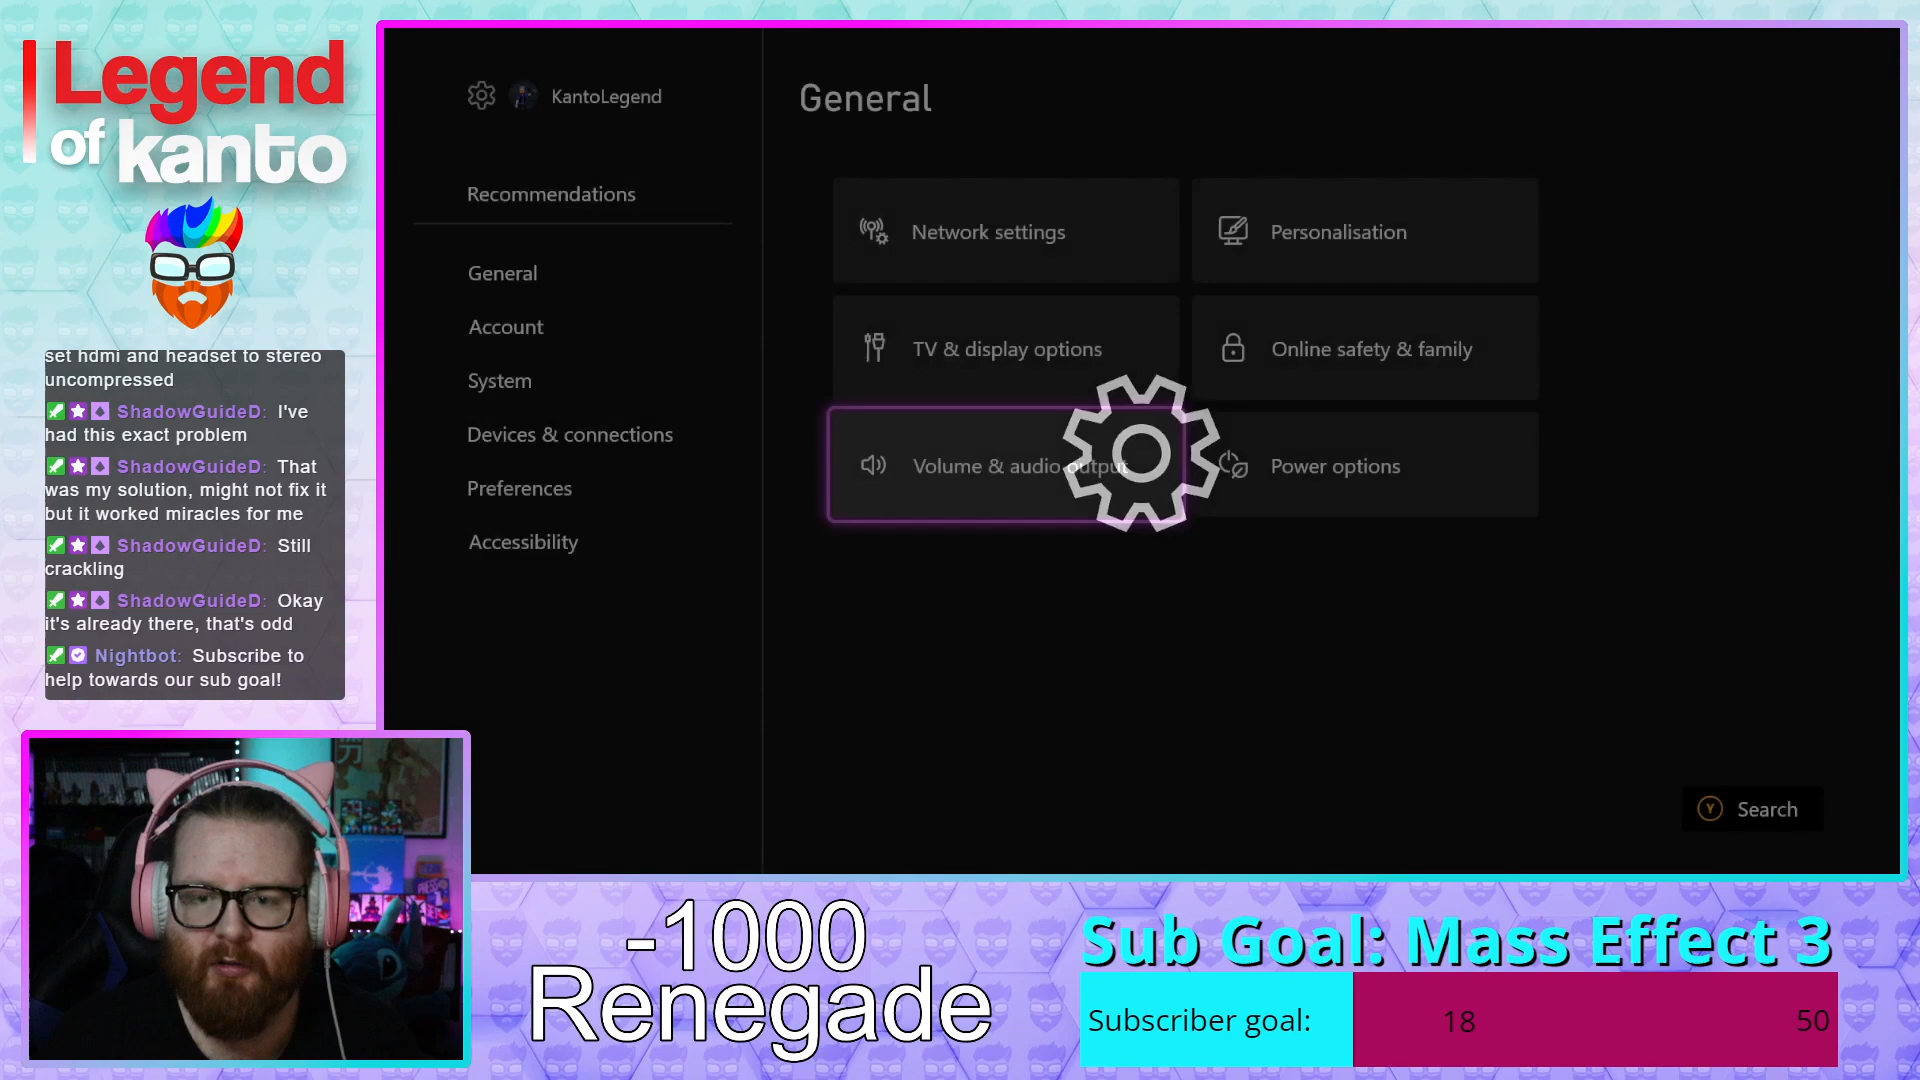 Legend
of kanto
set hdmi and headset to stereo
uncompressed
ShadowGuideD: I've
had this exact problem
ShadowGuideD: That
was my solution, might not fix it
but it worked miracles for me
ShadowGuideD: Still
crackling
ShadowGuideD: Okay
it's already there, that's odd
Nightbot: Subscribe to
help towards our sub goal!
KantoLegend
Recommendations
General
Account
System
Devices & connections
Preferences
Accessibility
General
Network settings
Personalisation
TV & display options
Online safety & family
Volume & audio output
Power options
Y Search
-1000
Renegade
Sub Goal: Mass Effect 3
Subscriber goal: 18 50